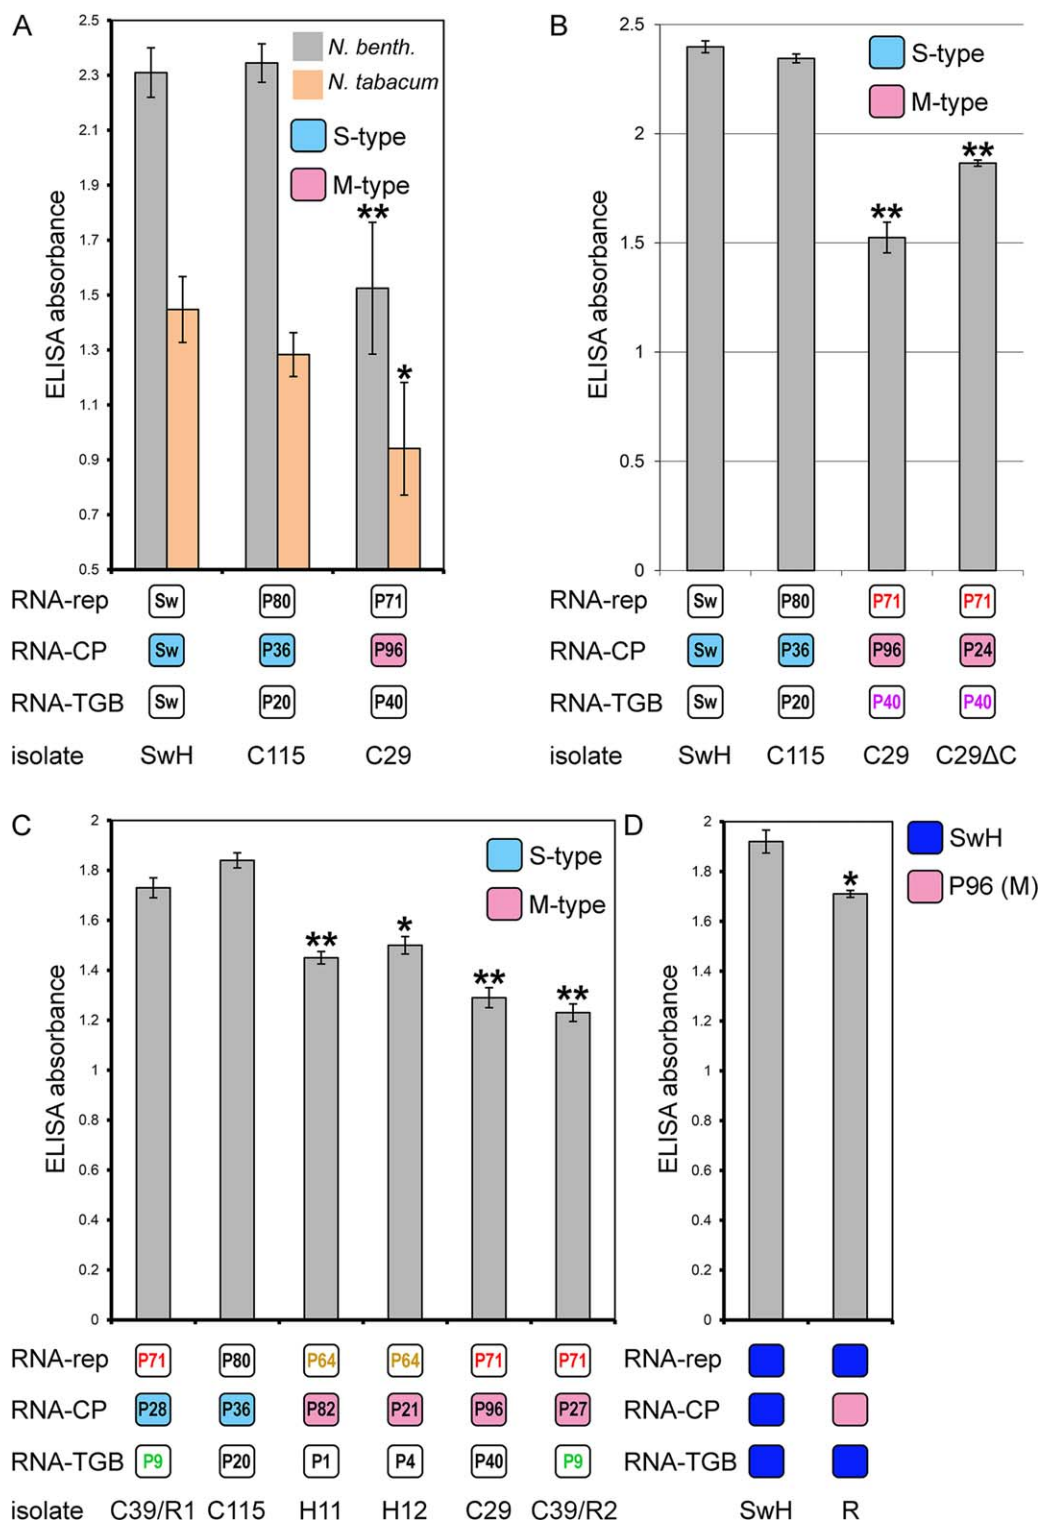 A
2.5
2.3
2.1
1.9
1.7
1.5
1.3
1.1
0.9
0.7
0.5
ELISA absorbance
N. benth.
N. tabacum
S-type
M-type
**
*
RNA-rep Sw P80 P71
RNA-CP Sw P36 P96
RNA-TGB Sw P20 P40
isolate SwH C115 C29
B
2.5
2
1.5
1
0.5
0
ELISA absorbance
S-type
M-type
**
**
RNA-rep Sw P80 P71 P71
RNA-CP Sw P36 P96 P24
RNA-TGB Sw P20 P40 P40
isolate SwH C115 C29 C29ΔC
C
2
1.8
1.6
1.4
1.2
1
0.8
0.6
0.4
0.2
0
ELISA absorbance
S-type
M-type
**
*
**
**
RNA-rep P71 P80 P64 P64 P71 P71
RNA-CP P28 P36 P82 P21 P96 P27
RNA-TGB P9 P20 P1 P4 P40 P9
isolate C39/R1 C115 H11 H12 C29 C39/R2
D
2
1.8
1.6
1.4
1.2
1
0.8
0.6
0.4
0.2
0
ELISA absorbance
SwH
P96 (M)
*
RNA-rep
RNA-CP
RNA-TGB
isolate SwH R